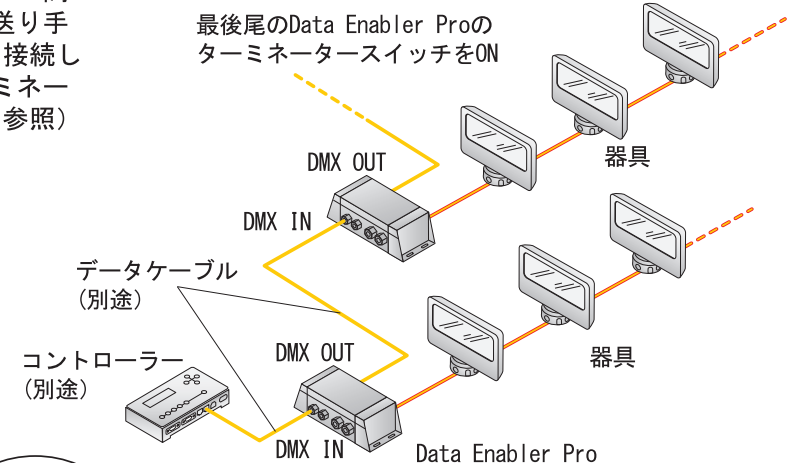 送り手
接続し
ミネー
参照）
最後尾のData Enabler Proの
ターミネータースイッチをON
DMX OUT
器具
DMX IN
データケーブル
(別途)
DMX OUT
コントローラー
(別途)
器具
DMX IN
Data Enabler Pro